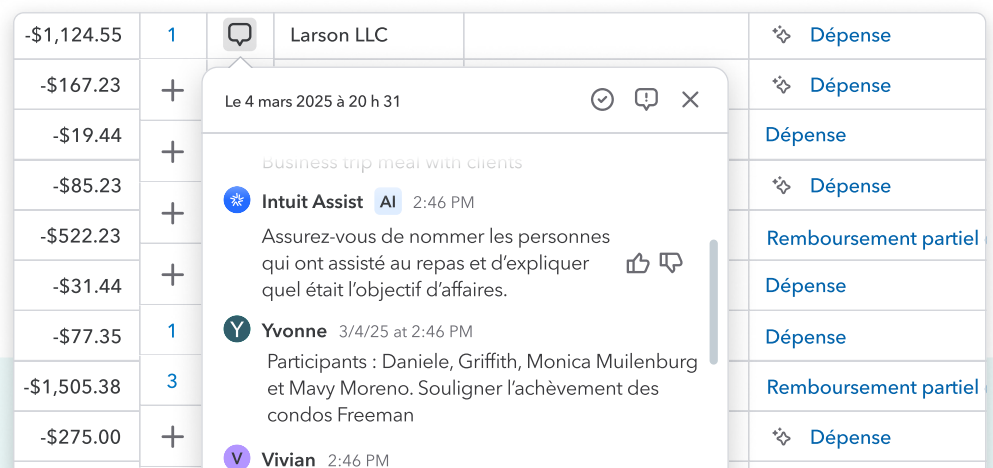 -$1,124.55 1 Larson LLC Dépense
-$167.23 Dépense
-$19.44 Dépense
-$85.23 Dépense
-$522.23 Remboursement partiel
-$31.44 Dépense
-$77.35 1 Dépense
-$1,505.38 3 Remboursement partiel
-$275.00 Dépense
Le 4 mars 2025 à 20 h 31
Business trip meal with clients
Intuit Assist AI 2:46 PM
Assurez-vous de nommer les personnes
qui ont assisté au repas et d’expliquer
quel était l’objectif d’affaires.
Y Yvonne 3/4/25 at 2:46 PM
Participants : Daniele, Griffith, Monica Muilenburg
et Mavy Moreno. Souligner l’achèvement des
condos Freeman
V Vivian 2:46 PM